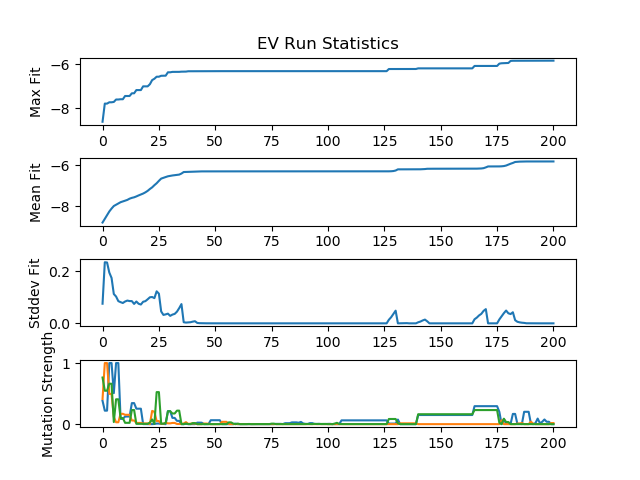 EV Run Statistics
Max Fit
−6
−8
0 25 50 75 100 125 150 175 200
Mean Fit
−6
−8
0 25 50 75 100 125 150 175 200
Stddev Fit
0.2
0.0
0 25 50 75 100 125 150 175 200
Mutation Strength
1
0
0 25 50 75 100 125 150 175 200